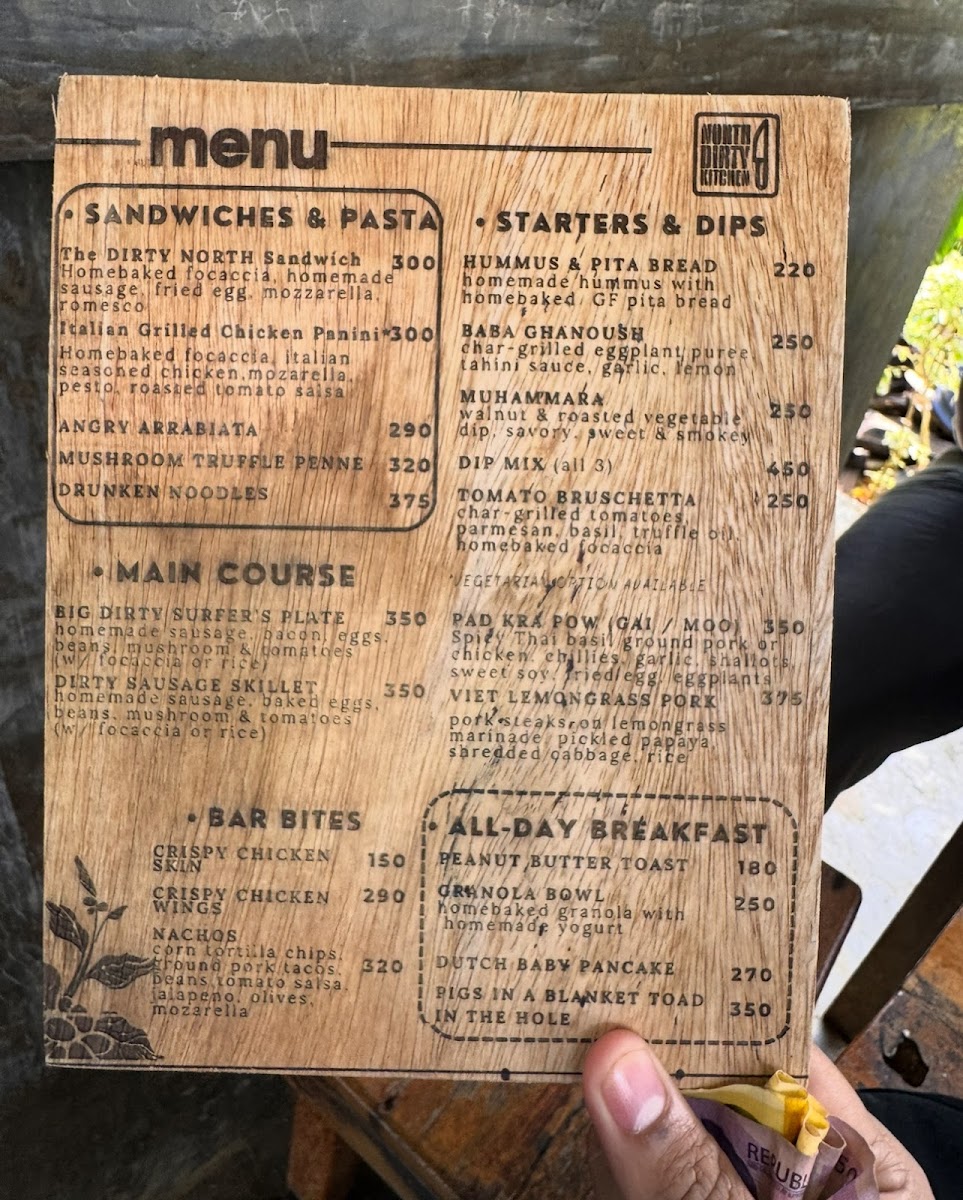 menu
NORTH
DIRTY
KITCHEN
• SANDWICHES & PASTA
The DIRTY NORTH Sandwich 300
Homebaked focaccia, homemade
sausage, fried egg, mozzarella,
romesco
Italian Grilled Chicken Panini* 300
Homebaked focaccia, italian
seasoned chicken,mozarella,
pesto, roasted tomato salsa
ANGRY ARRABIATA 290
MUSHROOM TRUFFLE PENNE 320
DRUNKEN NOODLES 375
• STARTERS & DIPS
HUMMUS & PITA BREAD 220
homemade hummus with
homebaked GF pita bread
BABA GHANOUSH 250
char-grilled eggplant puree,
tahini sauce, garlic, lemon
MUHAMMARA 250
walnut & roasted vegetable
dip, savory, sweet & smokey
DIP MIX (all 3) 450
TOMATO BRUSCHETTA 250
char-grilled tomatoes,
parmesan, basil, truffle oil,
homebaked focaccia
*VEGETARIAN OPTION AVAILABLE
• MAIN COURSE
BIG DIRTY SURFER'S PLATE 350
homemade sausage, bacon, eggs,
beans, mushroom & tomatoes
(w/ focaccia or rice)
DIRTY SAUSAGE SKILLET 350
homemade sausage, baked eggs,
beans, mushroom & tomatoes
(w/ focaccia or rice)
PAD KRA POW (GAI / MOO) 350
Spicy Thai basil ground pork or
chicken, chillies, garlic, shallots,
sweet soy, fried egg, eggplants
VIET LEMONGRASS PORK 375
pork steaks on lemongrass
marinade, pickled papaya,
shredded cabbage, rice
• BAR BITES
CRISPY CHICKEN 150
SKIN
CRISPY CHICKEN 290
WINGS
NACHOS
corn tortilla chips,
ground pork tacos, 320
beans,tomato salsa,
jalapeno, olives,
mozarella
• ALL-DAY BREAKFAST
PEANUT BUTTER TOAST 180
GRANOLA BOWL 250
homebaked granola with
homemade yogurt
DUTCH BABY PANCAKE 270
PIGS IN A BLANKET TOAD 350
IN THE HOLE